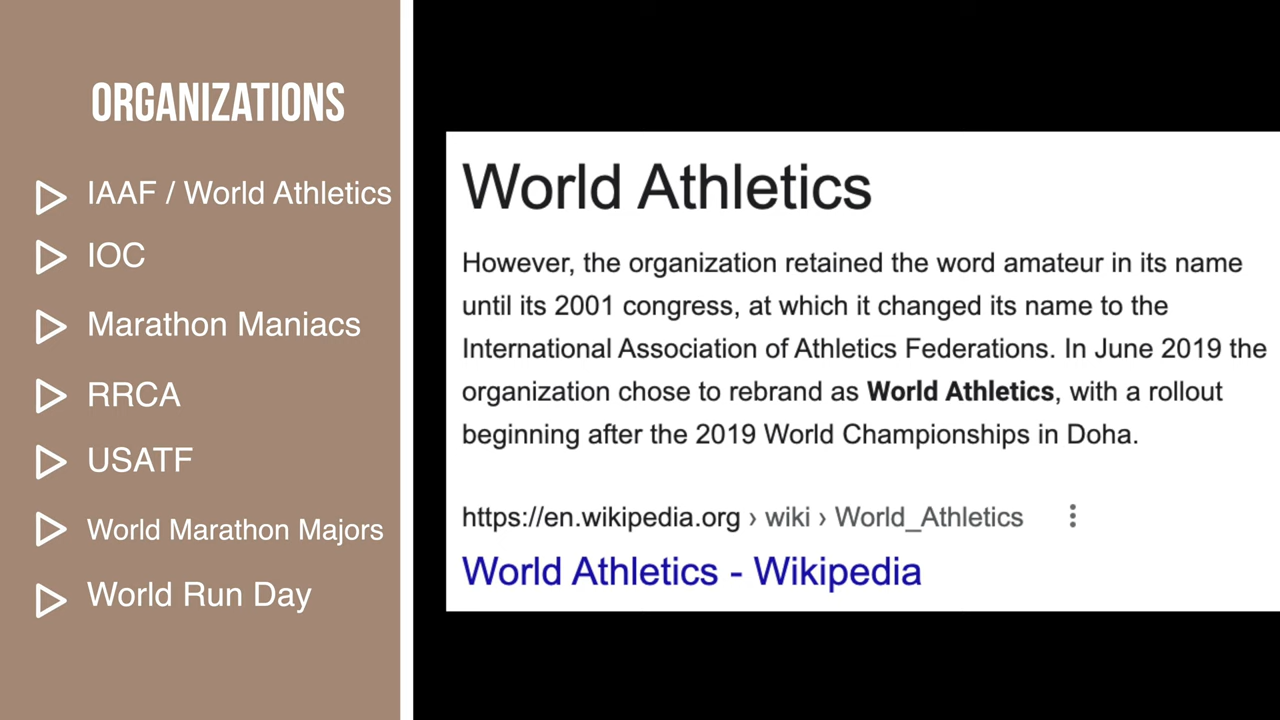 ORGANIZATIONS
IAAF / World Athletics
IOC
Marathon Maniacs
RRCA
USATF
World Marathon Majors
World Run Day
World Athletics
However, the organization retained the word amateur in its name
until its 2001 congress, at which it changed its name to the
International Association of Athletics Federations. In June 2019 the
organization chose to rebrand as World Athletics, with a rollout
beginning after the 2019 World Championships in Doha.
https://en.wikipedia.org › wiki › World_Athletics
World Athletics - Wikipedia